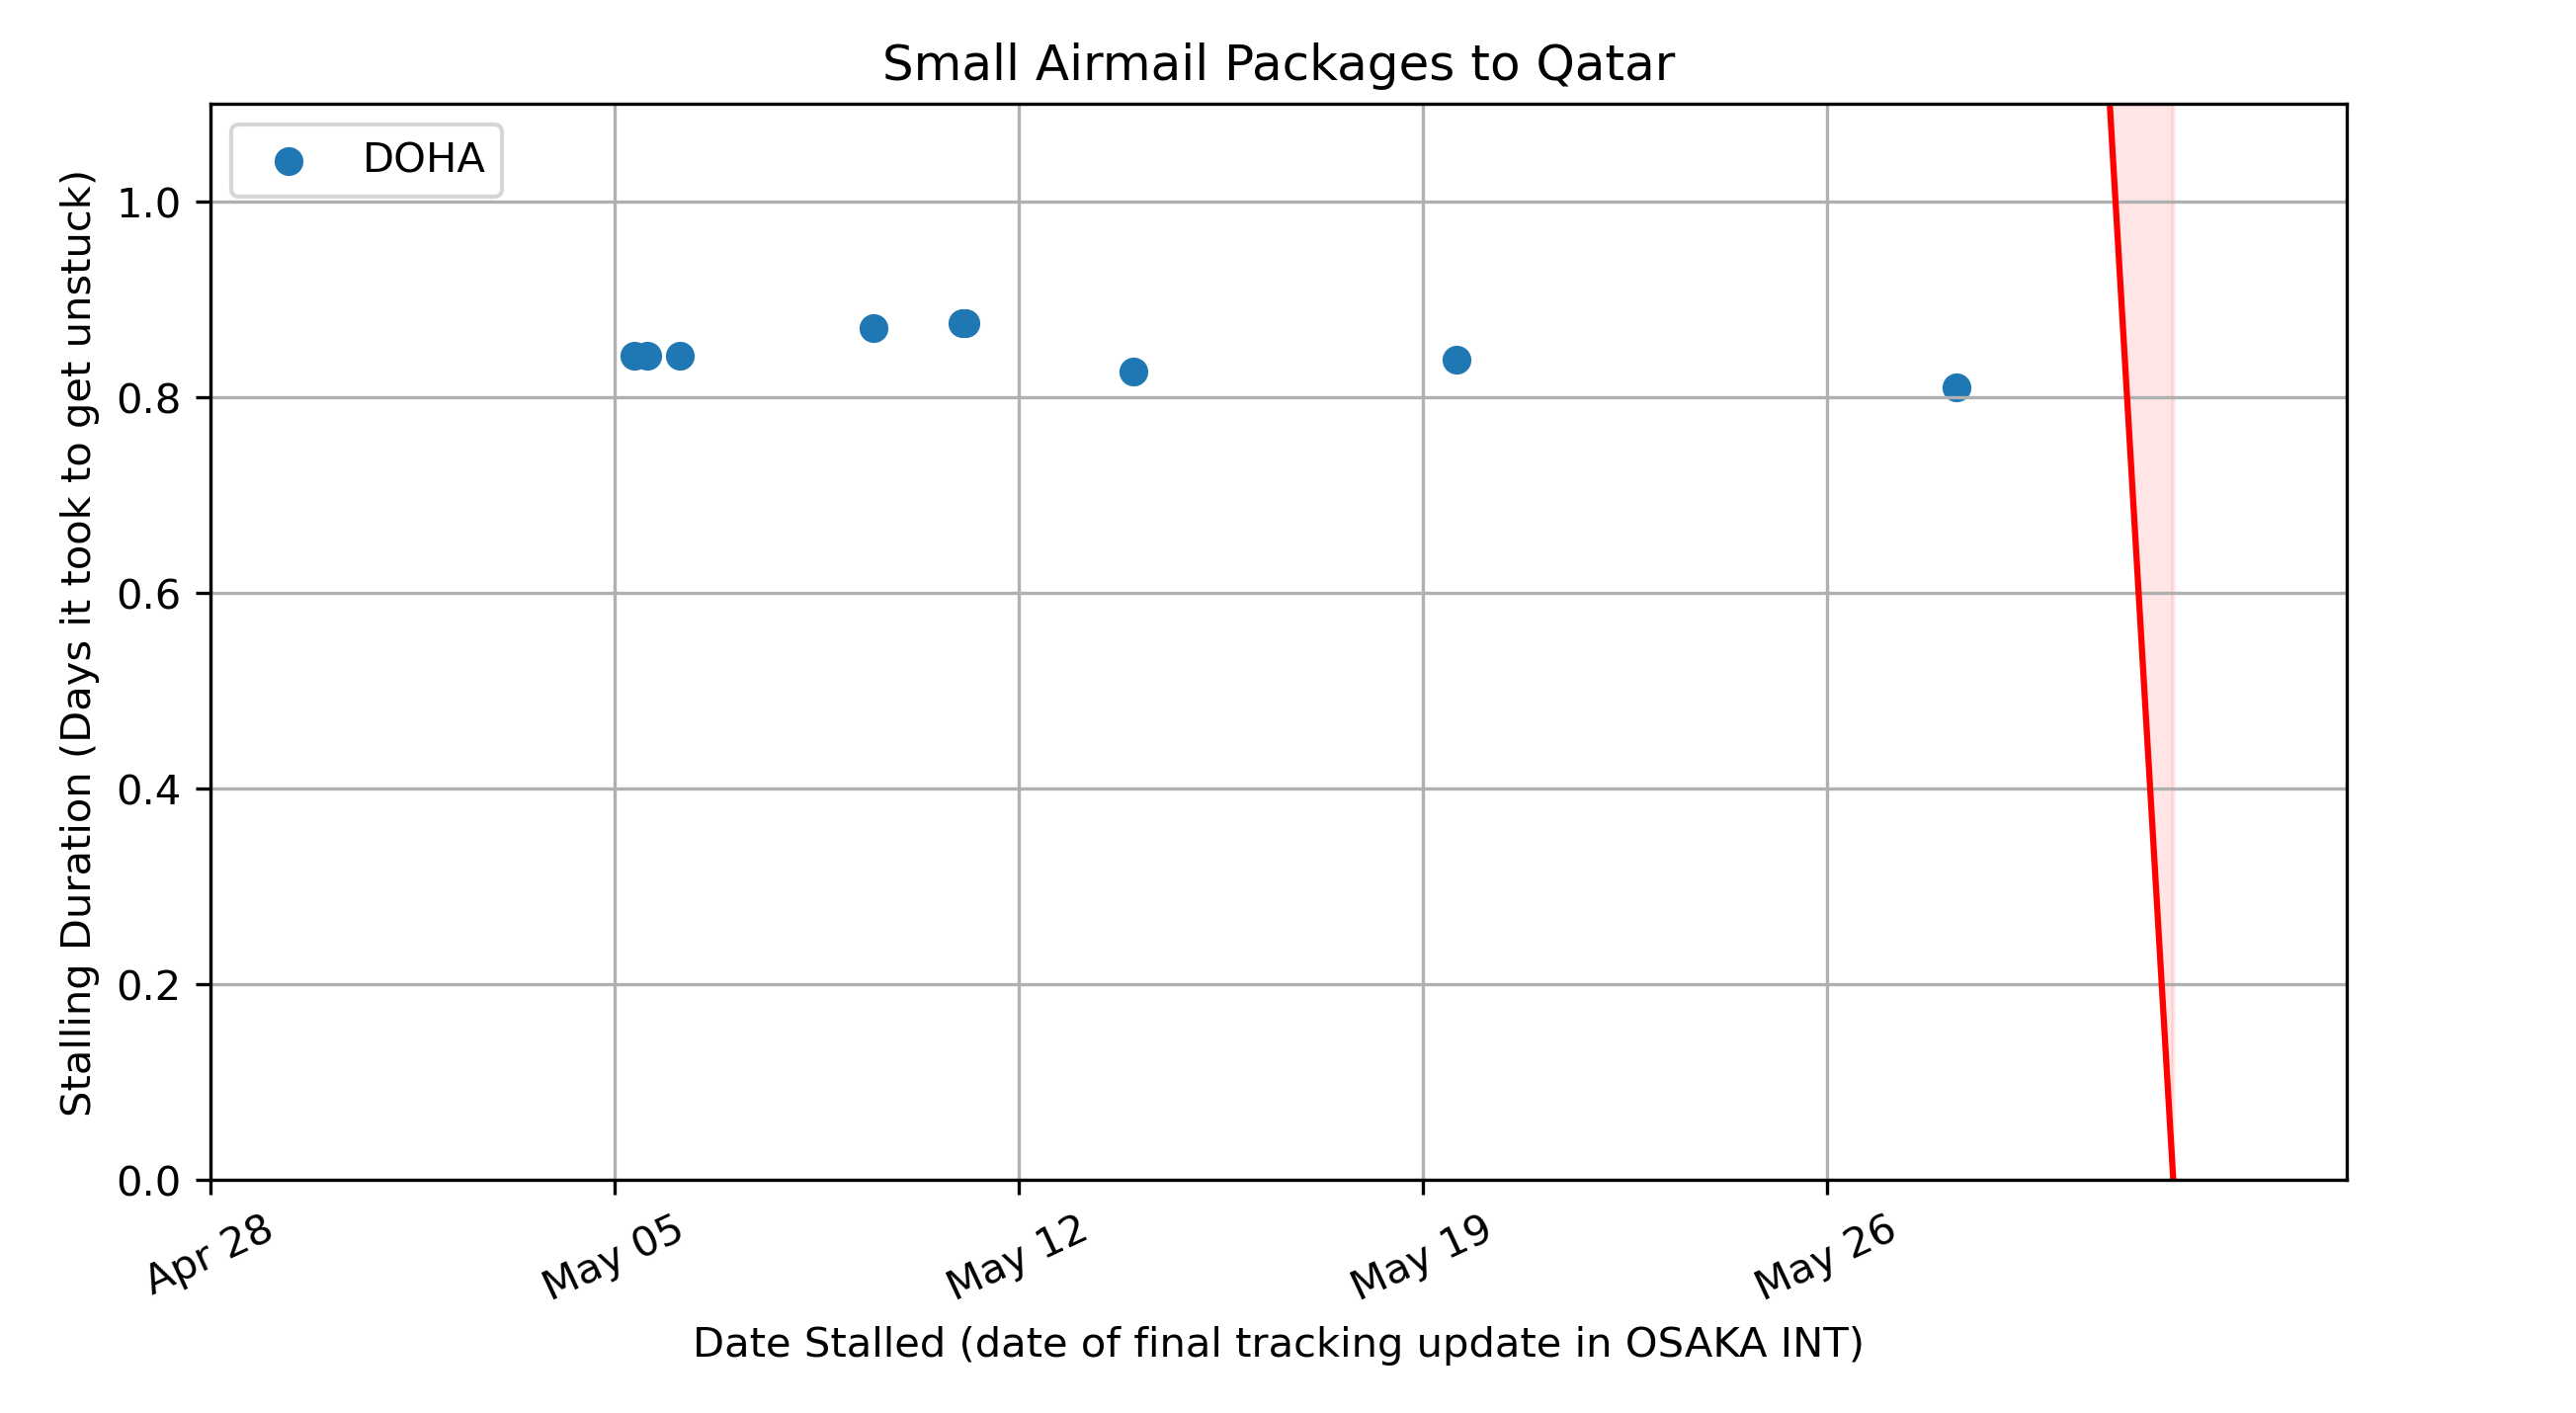 Small Airmail Packages to Qatar
DOHA
Stalling Duration (Days it took to get unstuck)
1.0
0.8
0.6
0.4
0.2
0.0
Apr 28
May 05
May 12
May 19
May 26
Date Stalled (date of final tracking update in OSAKA INT)